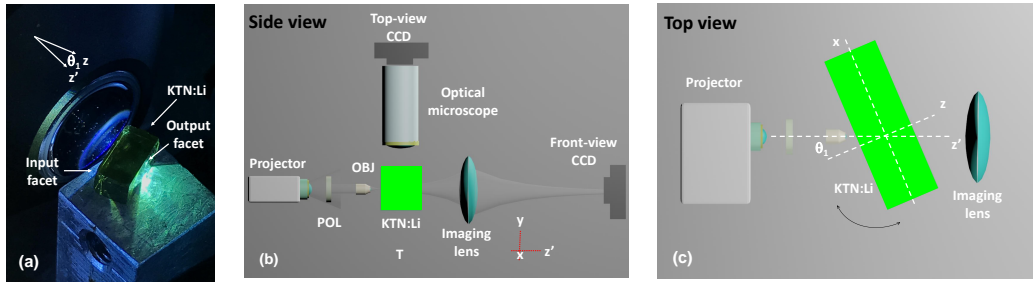 θ1 z
z'
KTN:Li
Output
facet
Input
facet
(a)
Side view
Top-view
CCD
Optical
microscope
Front-view
CCD
Projector
OBJ
POL
KTN:Li
Imaging
lens
T
y
x
z'
(b)
Top view
x
Projector
z
z'
θ1
KTN:Li
Imaging
lens
(c)